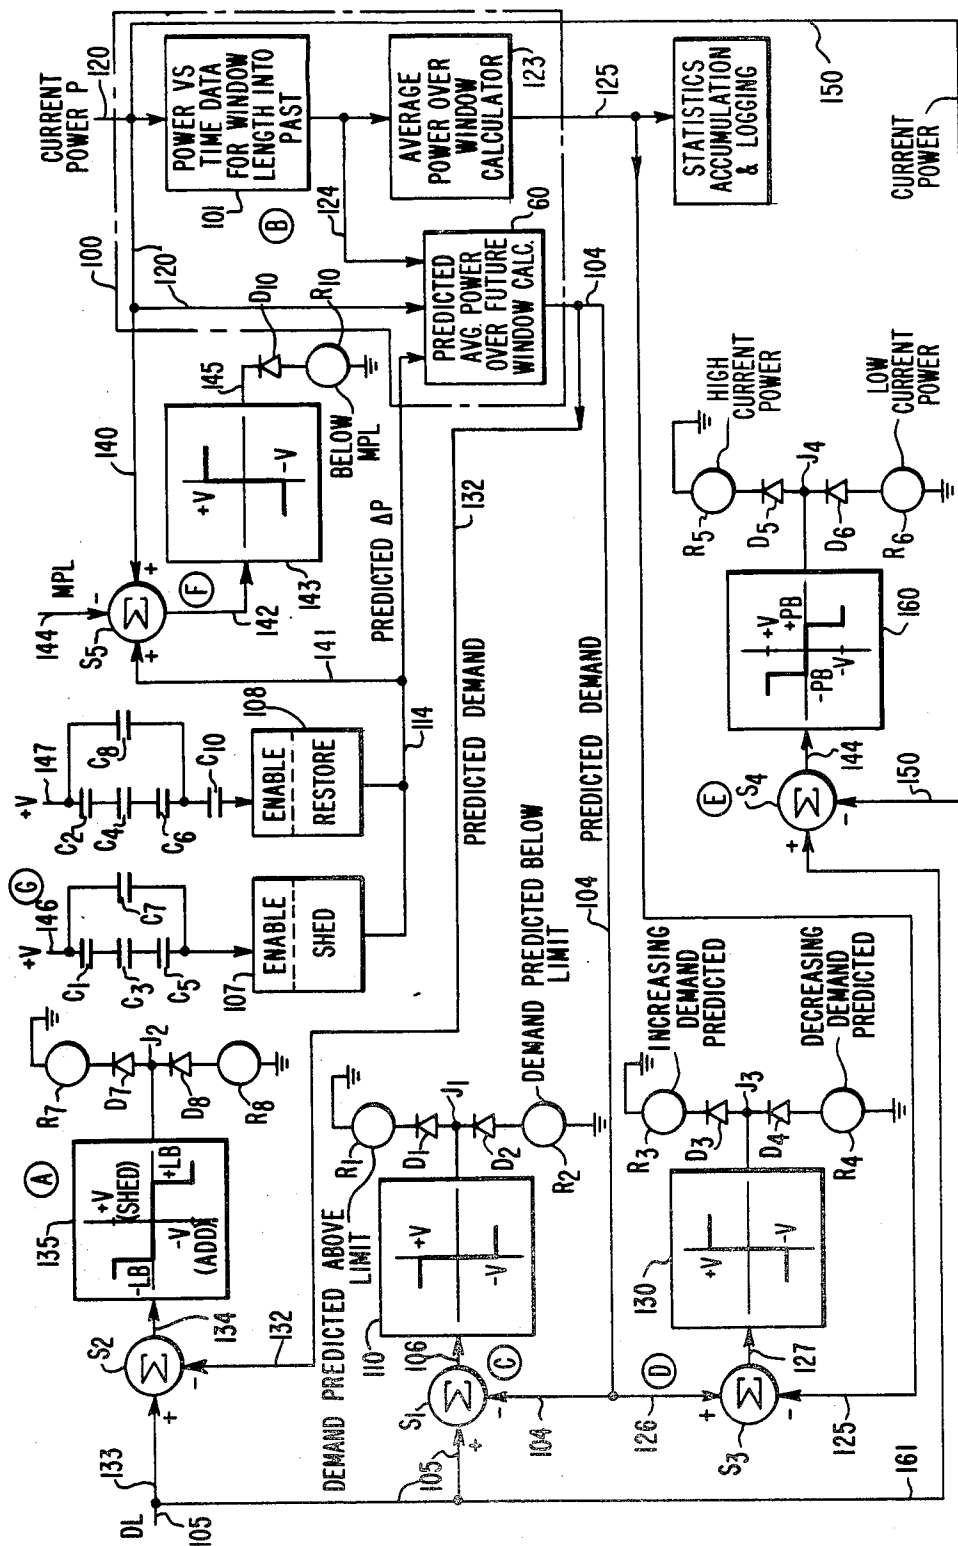 CURRENT
POWER P
120
POWER VS
TIME DATA
FOR WINDOW
LENGTH INTO
PAST
101
B
AVERAGE
POWER OVER
WINDOW
CALCULATOR
123
125
STATISTICS
ACCUMULATION
& LOGGING
150
CURRENT
POWER
100
120
120
124
PREDICTED
AVG. POWER
OVER FUTURE
WINDOW CALC.
60
104
140
144
MPL
S5
Σ
+
-
+
F
142
+V
-V
143
145
D10
R10
BELOW
MPL
141
PREDICTED ΔP
132
PREDICTED DEMAND
PREDICTED DEMAND
104
+V
147
C2
C4
C6
C8
C10
108
ENABLE
RESTORE
114
G
+V
146
C1
C3
C5
C7
107
ENABLE
SHED
A
135
+V
(SHED)
-LB
+LB
-V
(ADD)
R7
D7
J2
D8
R8
S2
Σ
134
+
-
132
133
DL
105
DEMAND PREDICTED ABOVE
LIMIT
110
+V
-V
R1
D1
J1
D2
R2
DEMAND PREDICTED BELOW
LIMIT
106
C
S1
Σ
+
-
105
105
104
126
D
130
+V
-V
R3
D3
J3
D4
R4
INCREASING
DEMAND
PREDICTED
DECREASING
DEMAND
PREDICTED
127
S3
Σ
+
-
125
161
E
S4
Σ
+
-
144
150
160
+V
+PB
-PB
-V
R5
D5
J4
D6
R6
HIGH
CURRENT
POWER
LOW
CURRENT
POWER